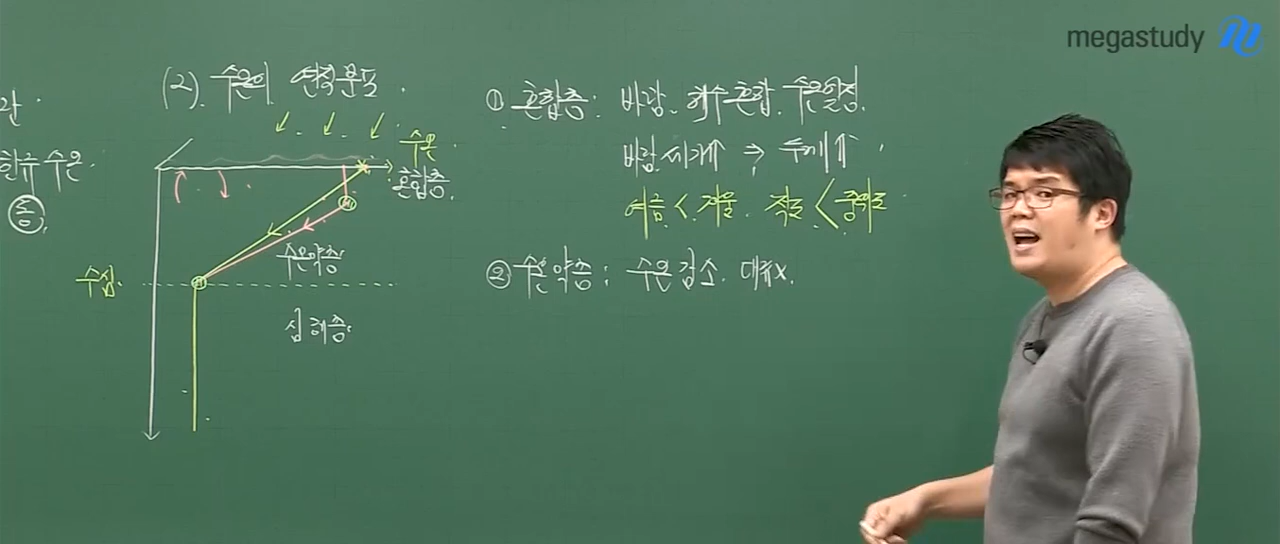 megastudy
(2). 수온의 연직분포.
수온
혼합층
수온약층
수심
심해층
① 혼합층: 바람. 해수혼합. 수온일정.
바람 세기↑ ⇒ 두께↑.
여름 < 겨울. 적도 < 중위도
② 수온약층: 수온감소. 대류x.
수온.
층